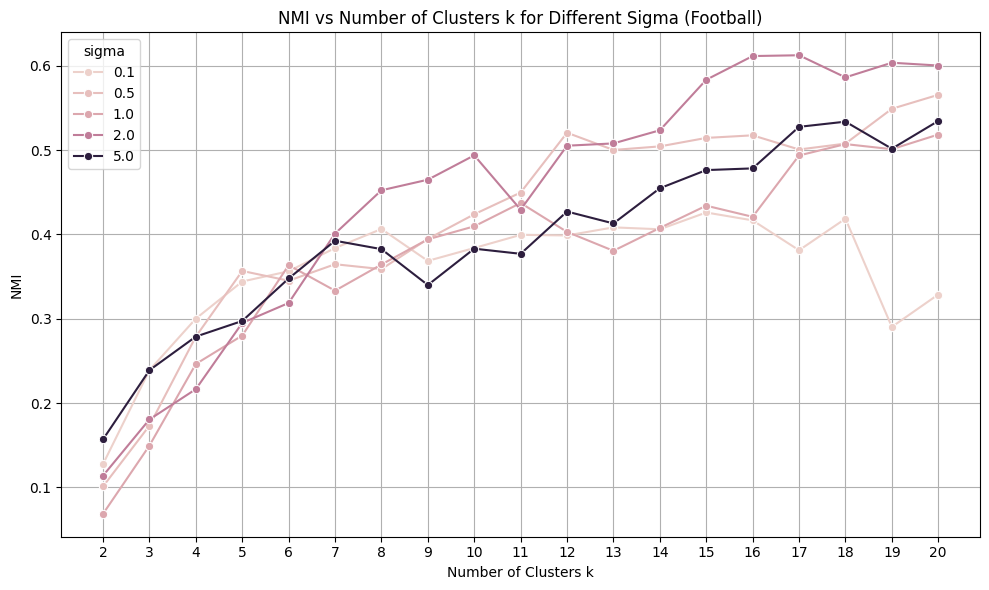 NMI vs Number of Clusters k for Different Sigma (Football)
sigma
0.1
0.5
1.0
2.0
5.0
0.6
0.5
0.4
0.3
0.2
0.1
NMI
2 3 4 5 6 7 8 9 10 11 12 13 14 15 16 17 18 19 20
Number of Clusters k